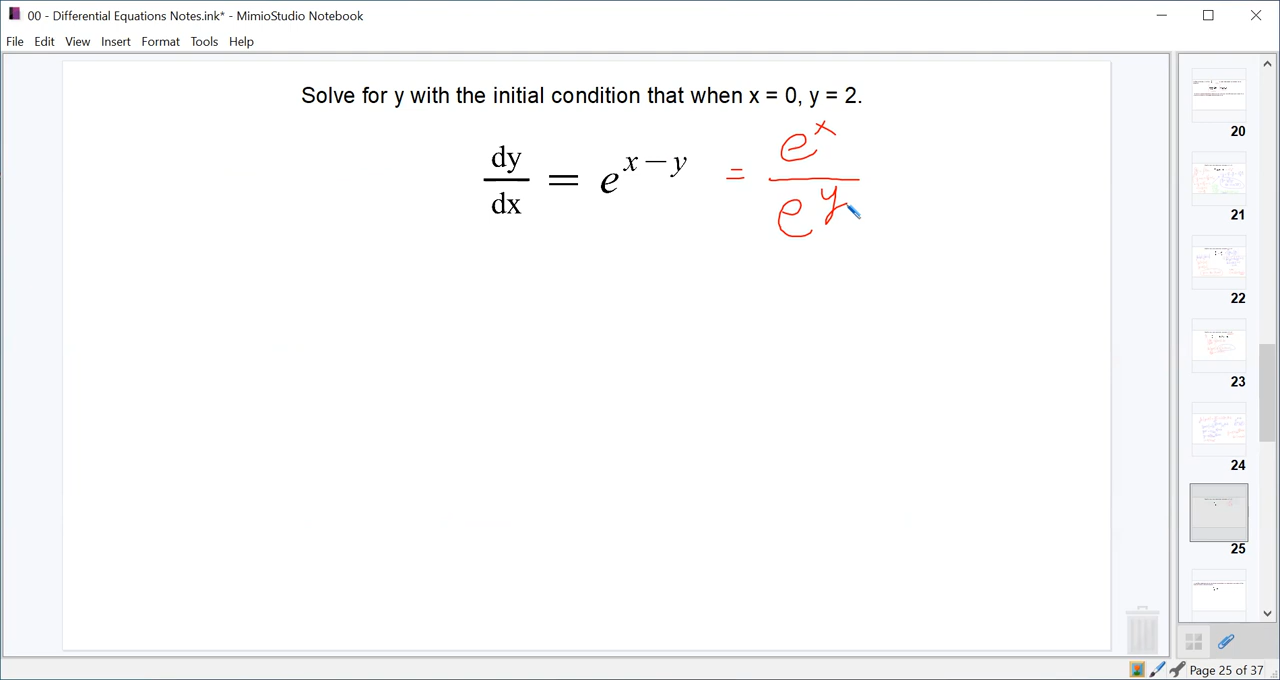 00 - Differential Equations Notes.ink* - MimioStudio Notebook
File Edit View Insert Format Tools Help
Solve for y with the initial condition that when x = 0, y = 2.
dy/dx = e^(x−y) = e^x/e^y
20
21
22
23
24
25
Page 25 of 37